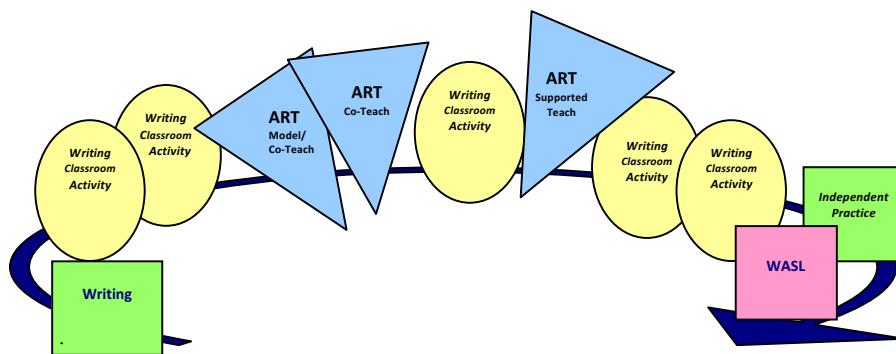 Writing
Classroom
Activity
Writing
Classroom
Activity
ART
Model/
Co-Teach
ART
Co-Teach
Writing
Classroom
Activity
ART
Supported
Teach
Writing
Classroom
Activity
Writing
Classroom
Activity
Independent
Practice
WASL
Writing
.